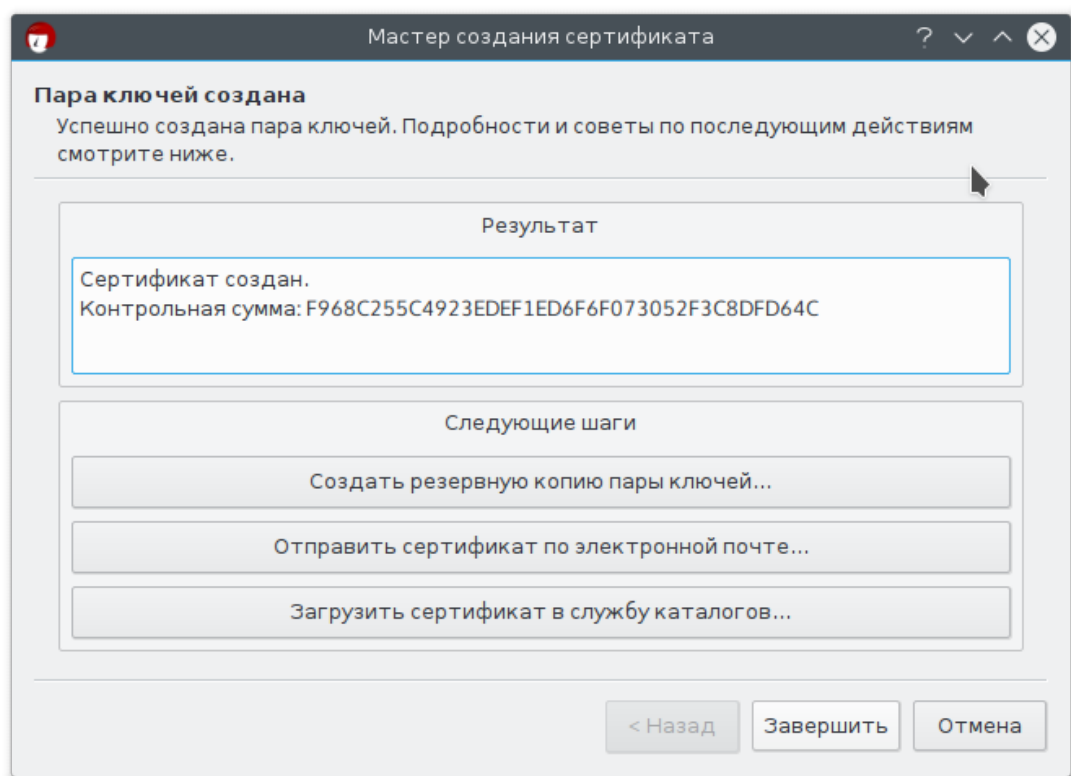 Мастер создания сертификата
Пара ключей создана
Успешно создана пара ключей. Подробности и советы по последующим действиям
смотрите ниже.
Результат
Сертификат создан.
Контрольная сумма: F968C255C4923EDEF1ED6F6F073052F3C8DFD64C
Следующие шаги
Создать резервную копию пары ключей...
Отправить сертификат по электронной почте...
Загрузить сертификат в службу каталогов...
< Назад
Завершить
Отмена